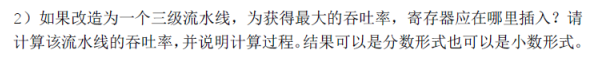 2）如果改造为一个三级流水线，为获得最大的吞吐率，寄存器应在哪里插入？请
计算该流水线的吞吐率，并说明计算过程。结果可以是分数形式也可以是小数形式。